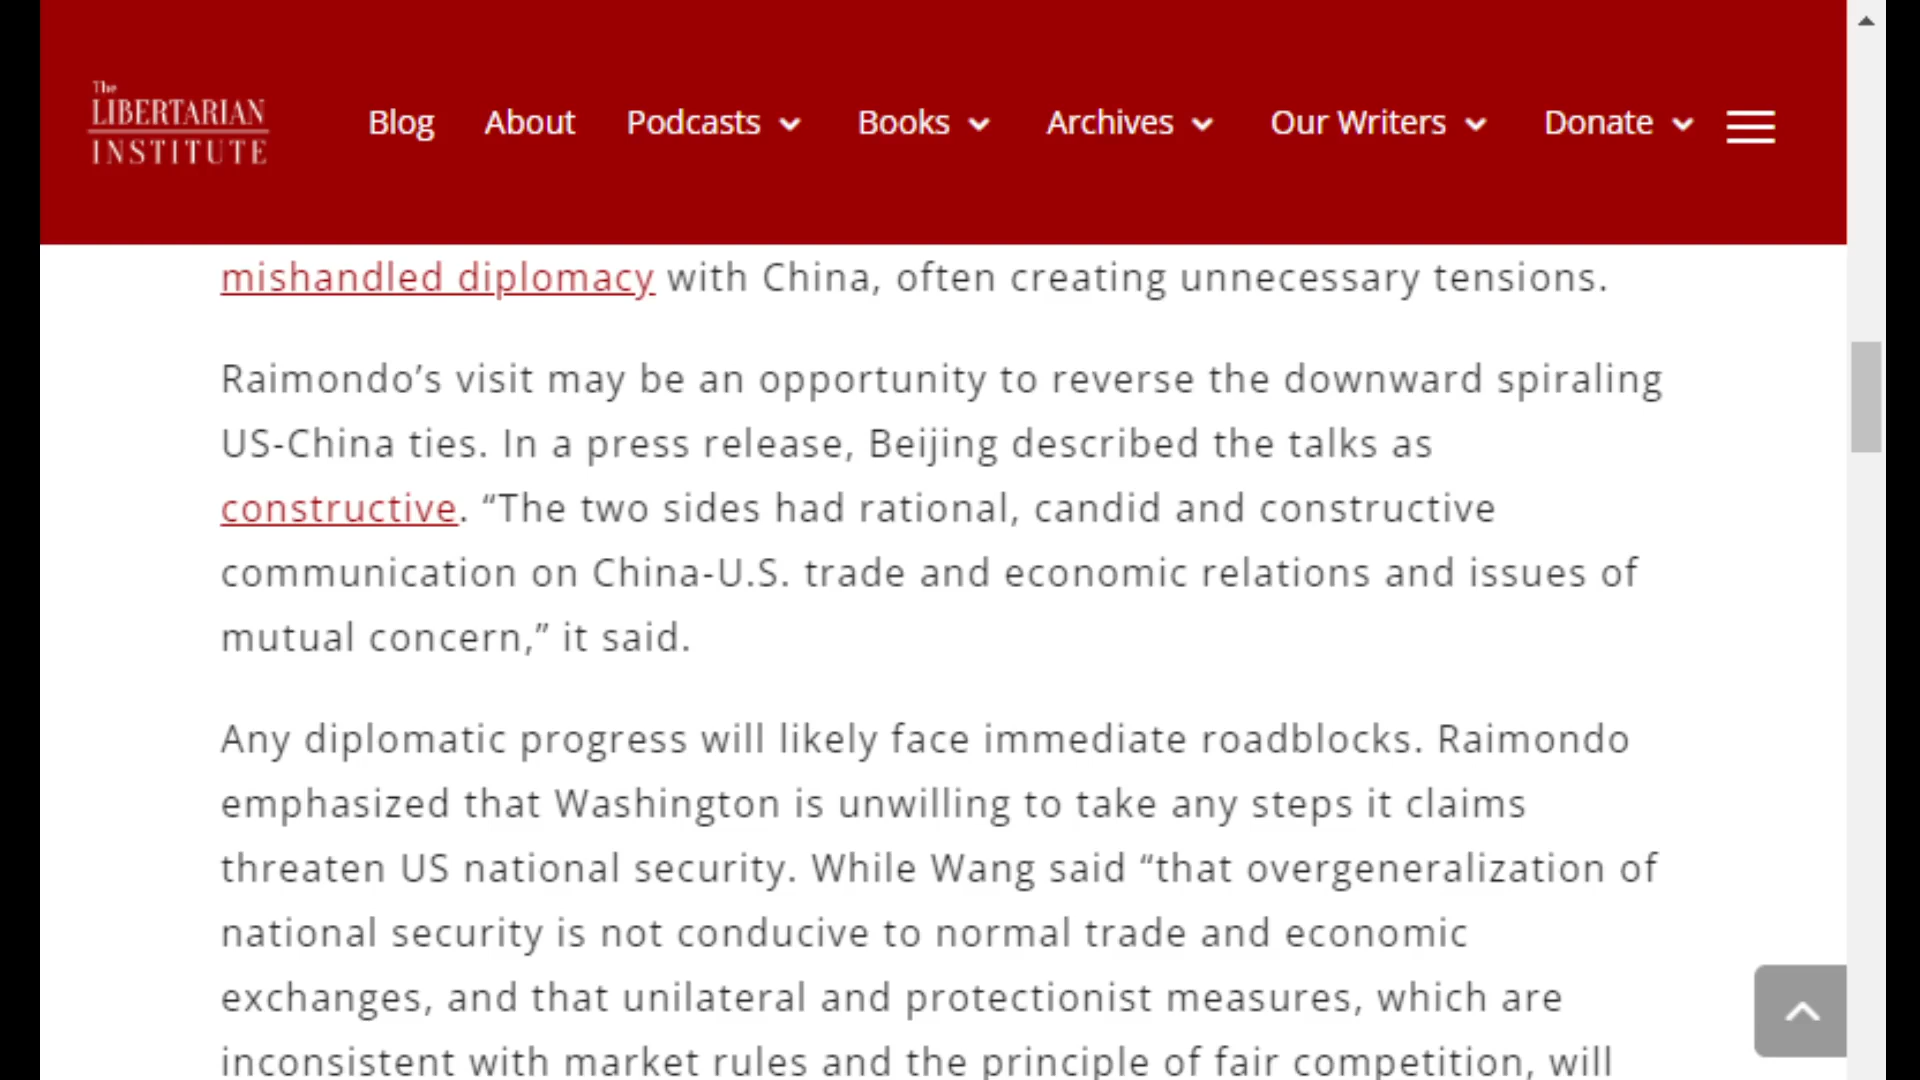 The
LIBERTARIAN
INSTITUTE
Blog About Podcasts Books Archives Our Writers Donate
mishandled diplomacy with China, often creating unnecessary tensions.
Raimondo’s visit may be an opportunity to reverse the downward spiraling
US-China ties. In a press release, Beijing described the talks as
constructive. “The two sides had rational, candid and constructive
communication on China-U.S. trade and economic relations and issues of
mutual concern,” it said.
Any diplomatic progress will likely face immediate roadblocks. Raimondo
emphasized that Washington is unwilling to take any steps it claims
threaten US national security. While Wang said “that overgeneralization of
national security is not conducive to normal trade and economic
exchanges, and that unilateral and protectionist measures, which are
inconsistent with market rules and the principle of fair competition, will